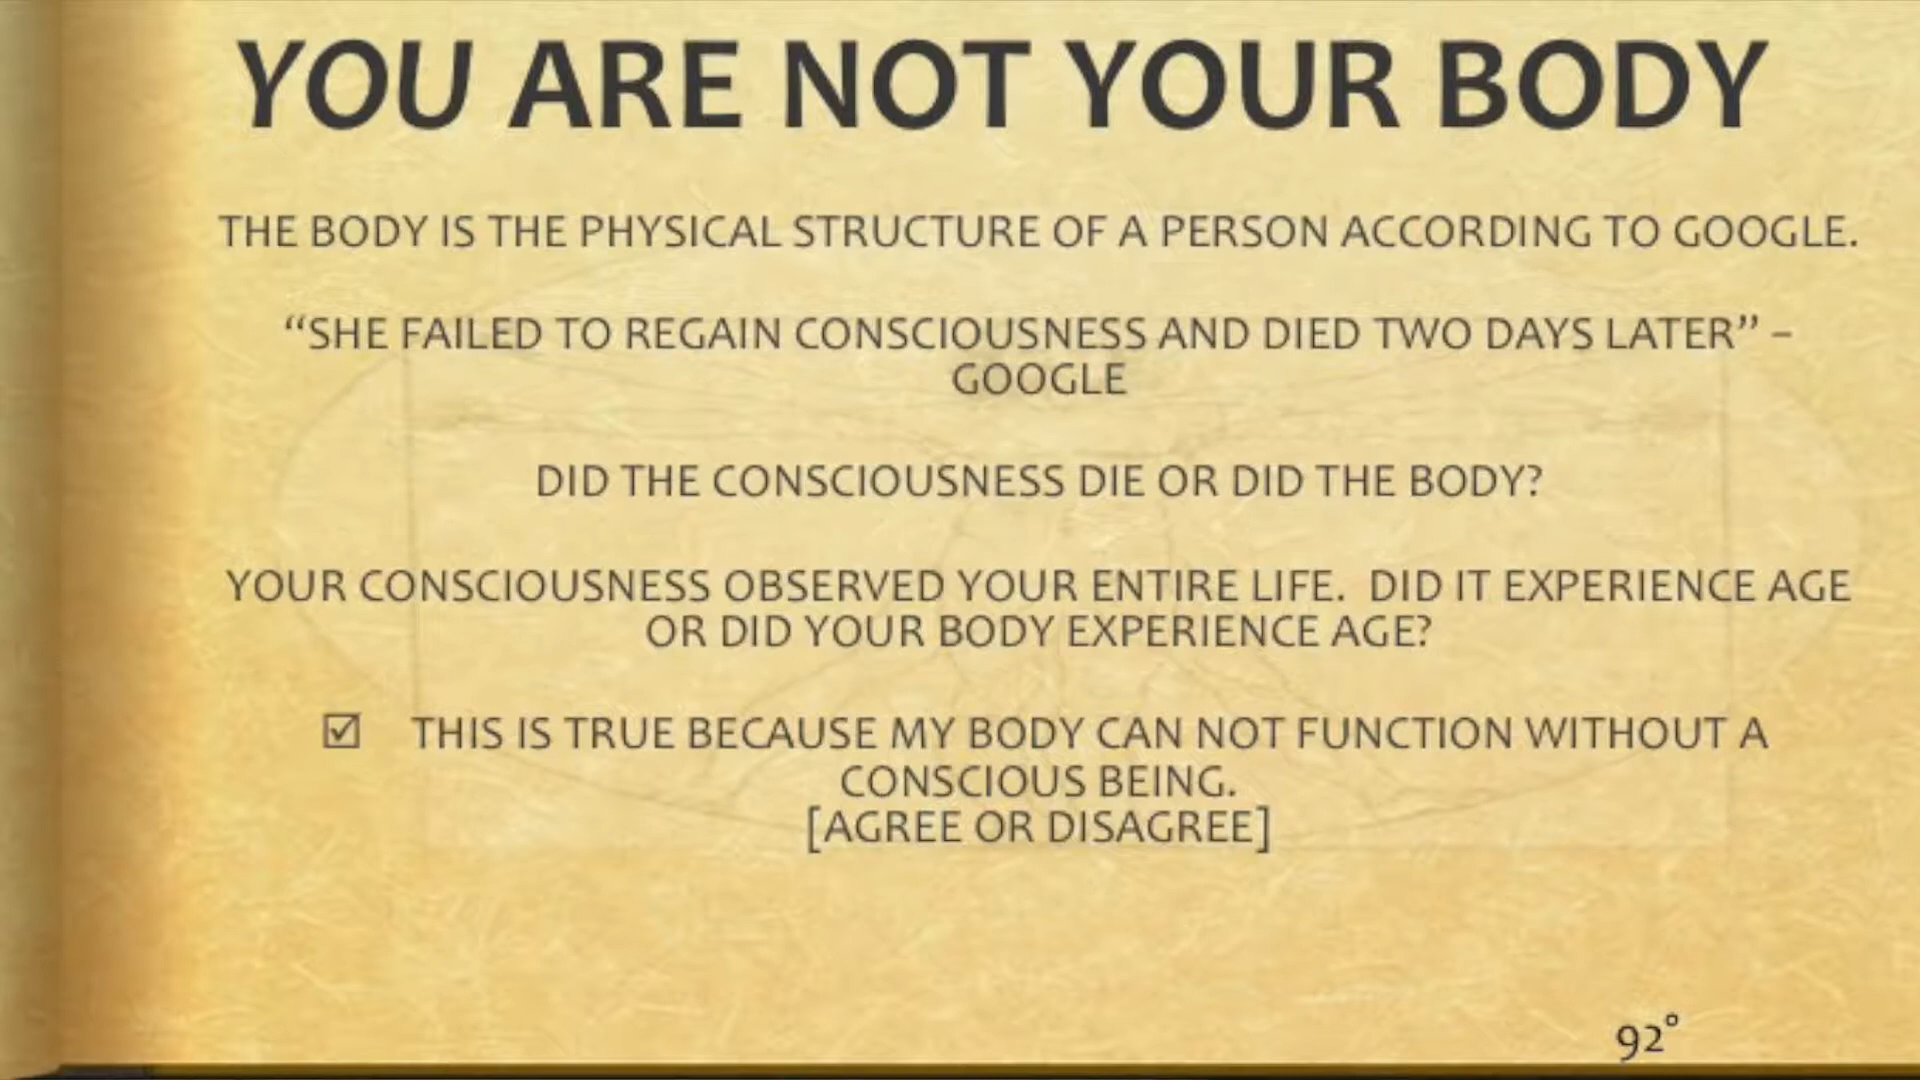 YOU ARE NOT YOUR BODY
THE BODY IS THE PHYSICAL STRUCTURE OF A PERSON ACCORDING TO GOOGLE.
“SHE FAILED TO REGAIN CONSCIOUSNESS AND DIED TWO DAYS LATER” –
GOOGLE
DID THE CONSCIOUSNESS DIE OR DID THE BODY?
YOUR CONSCIOUSNESS OBSERVED YOUR ENTIRE LIFE.  DID IT EXPERIENCE AGE
OR DID YOUR BODY EXPERIENCE AGE?
☑ THIS IS TRUE BECAUSE MY BODY CAN NOT FUNCTION WITHOUT A
CONSCIOUS BEING.
[AGREE OR DISAGREE]
92°